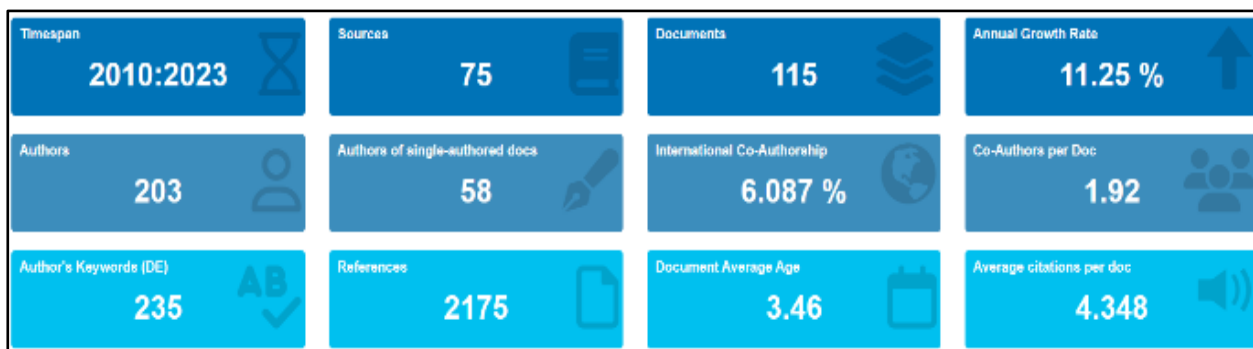 Timespan
2010:2023
Sources
75
Documents
115
Annual Growth Rate
11.25 %
Authors
203
Authors of single-authored docs
58
International Co-Authorship
6.087 %
Co-Authors per Doc
1.92
Author's Keywords (DE)
235
AB
References
2175
Document Average Age
3.46
Average citations per doc
4.348